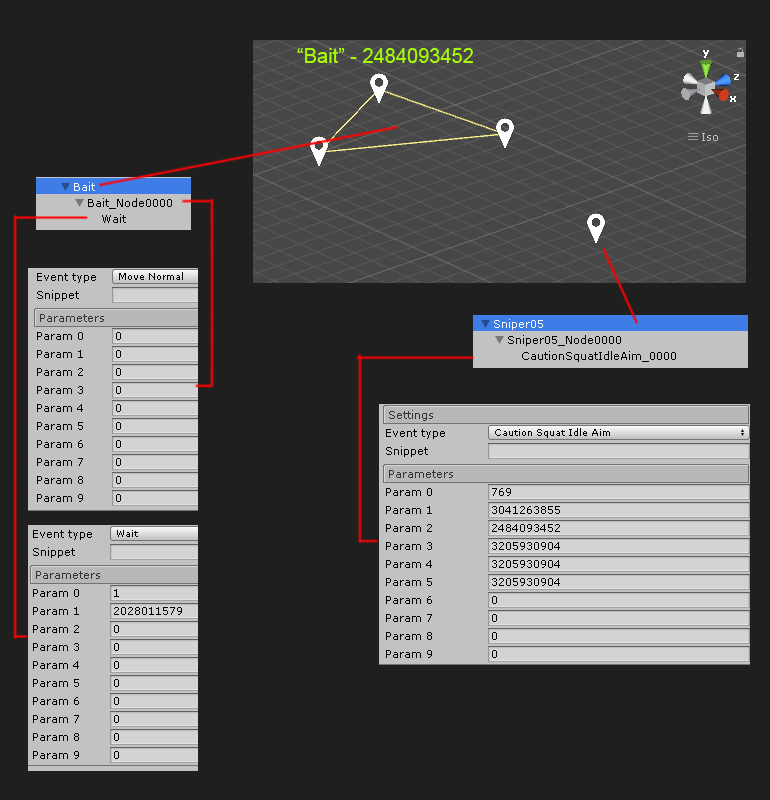 “Bait” - 2484093452
y
z
x
Iso
Bait
Bait_Node0000
Wait
Event type Move Normal
Snippet
Parameters
Param 0 0
Param 1 0
Param 2 0
Param 3 0
Param 4 0
Param 5 0
Param 6 0
Param 7 0
Param 8 0
Param 9 0
Event type Wait
Snippet
Parameters
Param 0 1
Param 1 2028011579
Param 2 0
Param 3 0
Param 4 0
Param 5 0
Param 6 0
Param 7 0
Param 8 0
Param 9 0
Sniper05
Sniper05_Node0000
CautionSquatIdleAim_0000
Settings
Event type Caution Squat Idle Aim
Snippet
Parameters
Param 0 769
Param 1 3041263855
Param 2 2484093452
Param 3 3205930904
Param 4 3205930904
Param 5 3205930904
Param 6 0
Param 7 0
Param 8 0
Param 9 0